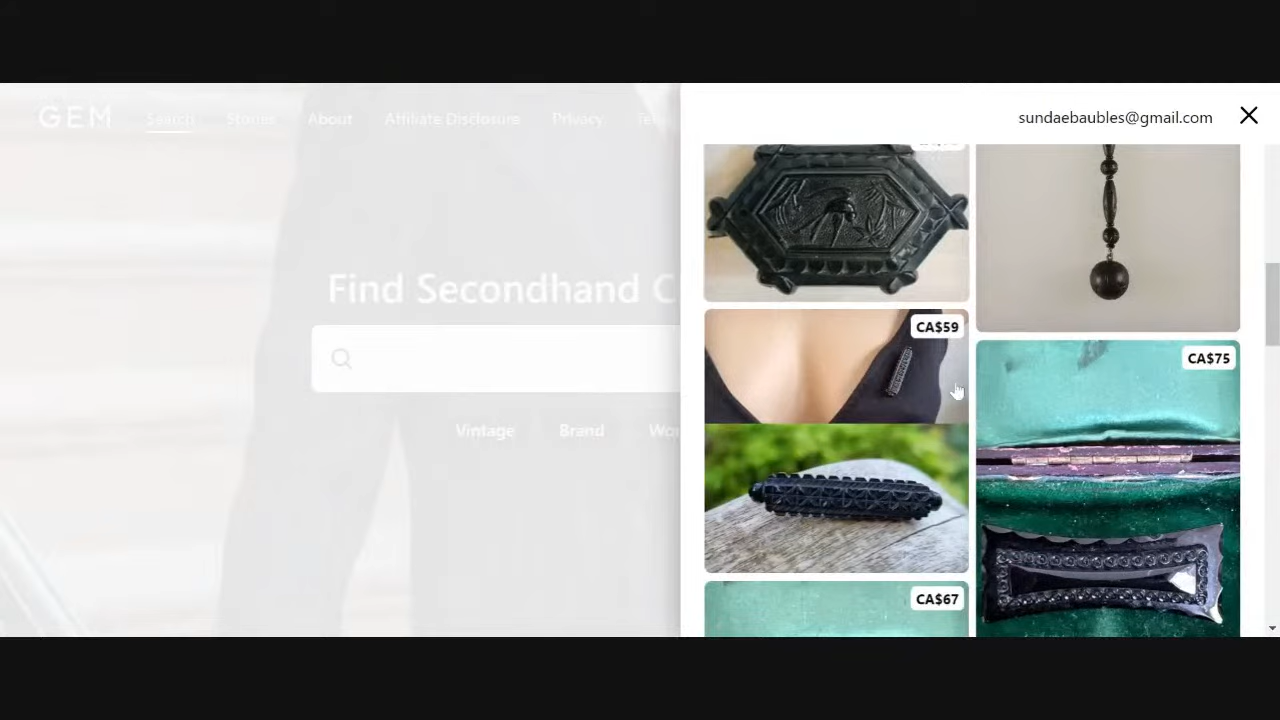 GEM
Search
Stories
About
Affiliate Disclosure
Privacy
sundaebaubles@gmail.com
Find Secondhand C
CA$59
CA$75
Vintage
Brand
Wo
CA$67